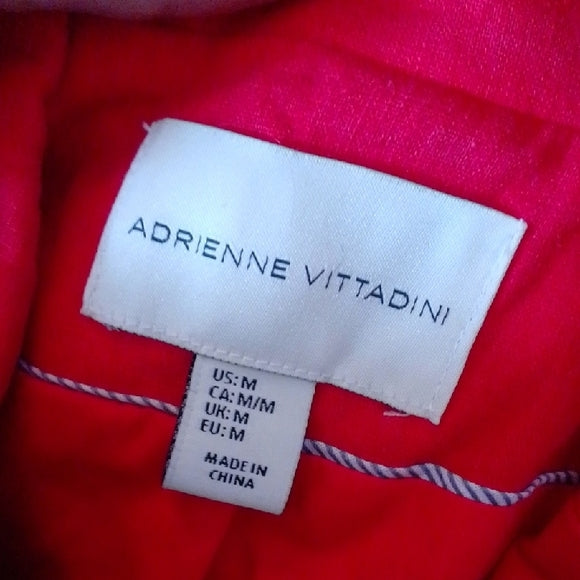 ADRIENNE VITTADINI
US: M
CA: M/M
UK: M
EU: M
MADE IN
CHINA